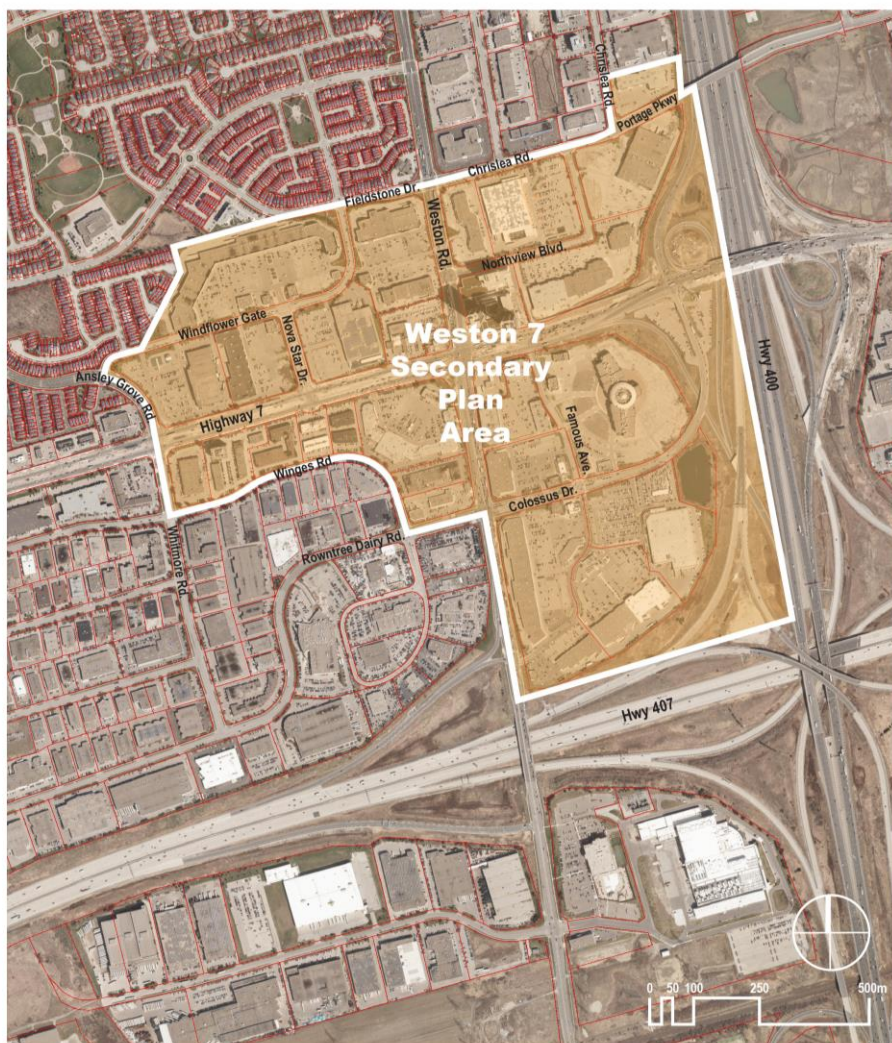 Chrislea Rd
Portage Pkwy
Chrislea Rd.
Fieldstone Dr.
Weston Rd.
Northview Blvd.
Windflower Gate
Nova Star Dr.
Weston 7
Secondary
Plan
Area
Hwy 400
Ansley Grove Rd
Highway 7
Famous Ave.
Winges Rd.
Colossus Dr.
Rowntree Dairy Rd.
Whitmore Rd
Hwy 407
0 50 100 250 500m